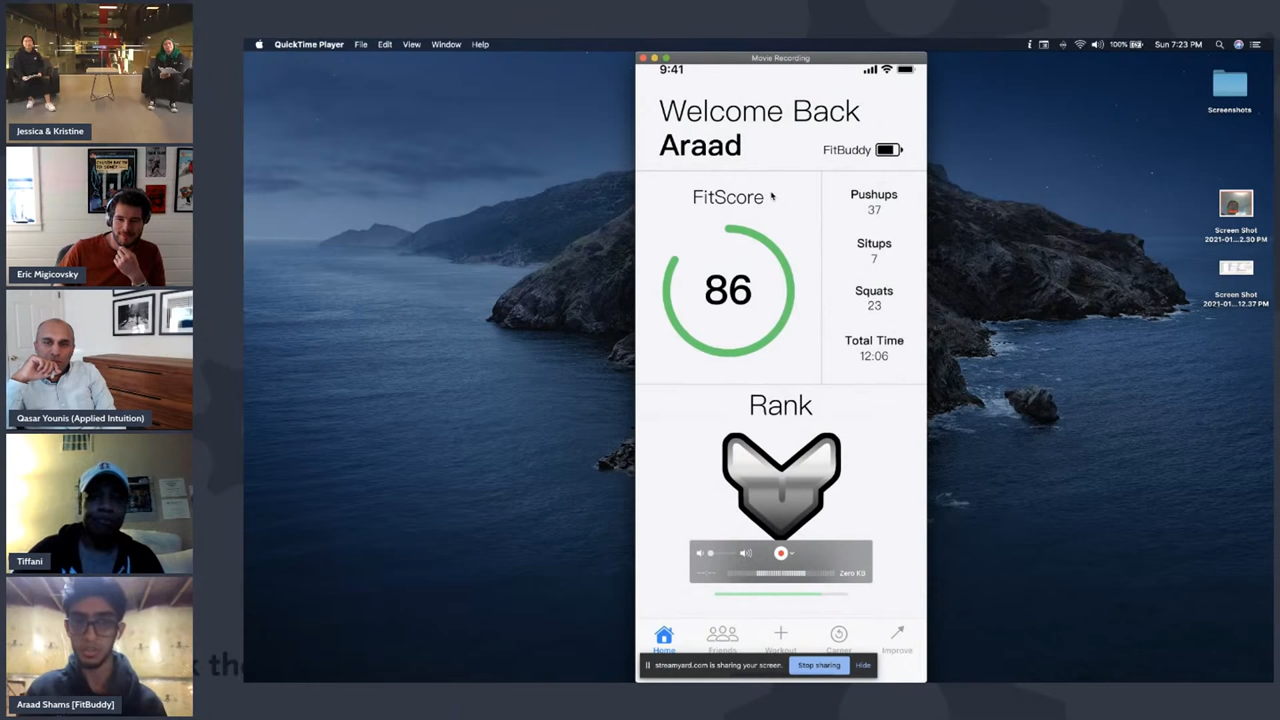 Jessica & Kristine
Eric Migicovsky
Qasar Younis (Applied Intuition)
Tiffani
Araad Shams [FitBuddy]
k the
QuickTime Player File Edit View Window Help
100% Sun 7:23 PM
Screenshots
Screen Shot
2021-01...2.30 PM
Screen Shot
2021-01...12.37 PM
Movie Recording
9:41
Welcome Back
Araad
FitBuddy
FitScore
86
Pushups
37
Situps
7
Squats
23
Total Time
12:06
Rank
--:--
Zero KB
Home Friends Workout Career Improve
streamyard.com is sharing your screen. Stop sharing Hide